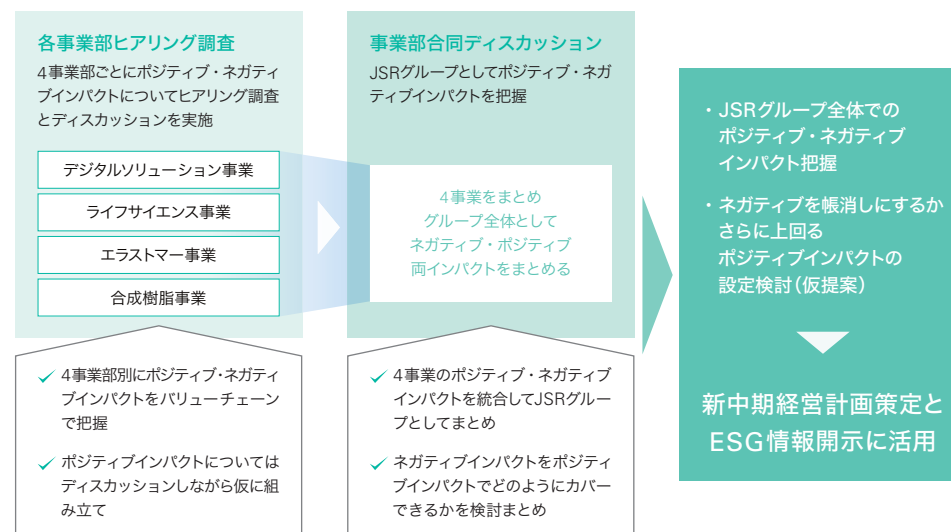 各事業部ヒアリング調査
4事業部ごとにポジティブ・ネガティ
ブインパクトについてヒアリング調査
とディスカッションを実施
デジタルソリューション事業
ライフサイエンス事業
エラストマー事業
合成樹脂事業
4事業部別にポジティブ・ネガティ
ブインパクトをバリューチェーン
で把握
ポジティブインパクトについては
ディスカッションしながら仮に組
み立て
事業部合同ディスカッション
JSRグループとしてポジティブ・ネガ
ティブインパクトを把握
4事業をまとめ
グループ全体として
ネガティブ・ポジティブ
両インパクトをまとめる
4事業のポジティブ・ネガティブ
インパクトを統合してJSRグルー
プとしてまとめ
ネガティブインパクトをポジティ
ブインパクトでどのようにカバー
できるかを検討まとめ
・JSRグループ全体での
ポジティブ・ネガティブ
インパクト把握
・ネガティブを帳消しにするか
さらに上回る
ポジティブインパクトの
設定検討(仮提案)
新中期経営計画策定と
ESG情報開示に活用